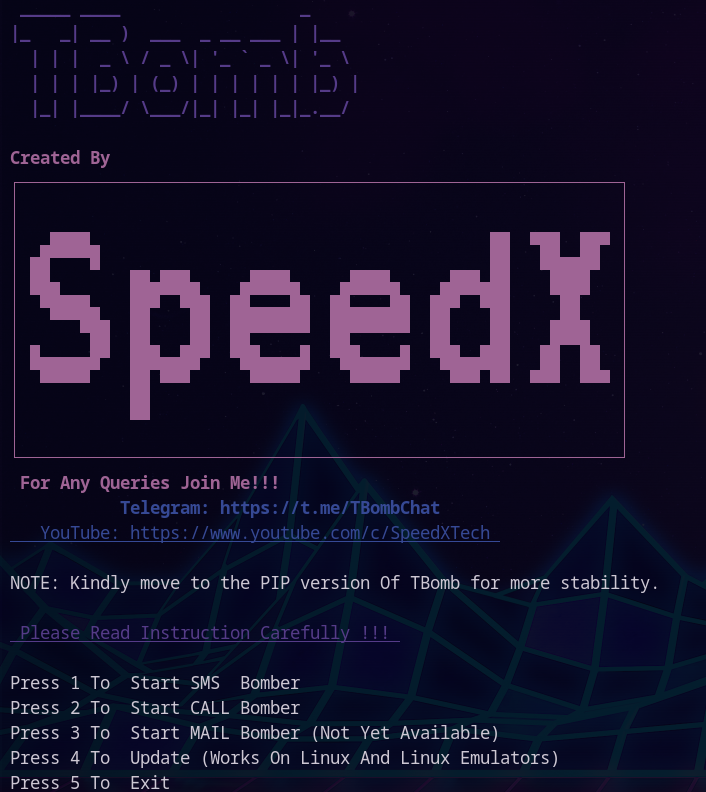 TBomb
Created By
SpeedX
For Any Queries Join Me!!!
Telegram: https://t.me/TBombChat
YouTube: https://www.youtube.com/c/SpeedXTech
NOTE: Kindly move to the PIP version Of TBomb for more stability.
Please Read Instruction Carefully !!!
Press 1 To  Start SMS  Bomber
Press 2 To  Start CALL Bomber
Press 3 To  Start MAIL Bomber (Not Yet Available)
Press 4 To  Update (Works On Linux And Linux Emulators)
Press 5 To  Exit